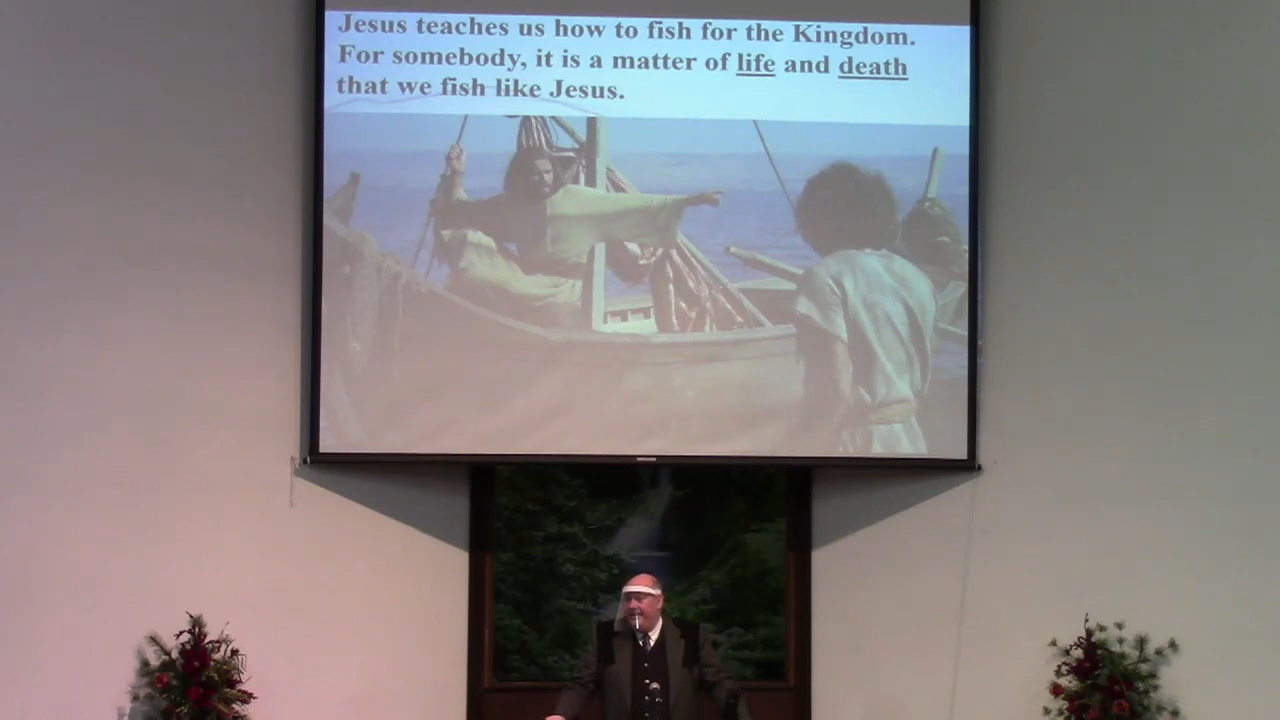 Jesus teaches us how to fish for the Kingdom.
For somebody, it is a matter of life and death
that we fish like Jesus.